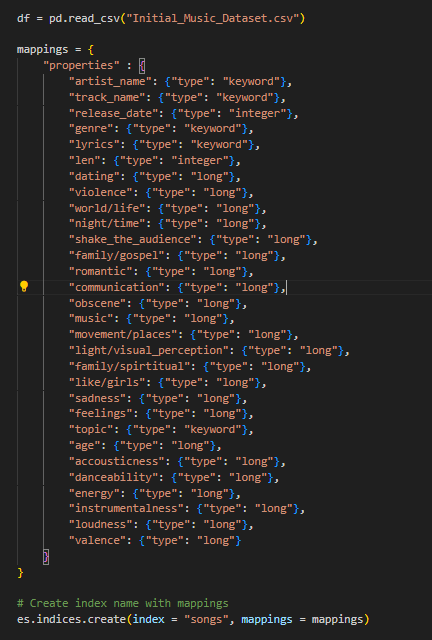 df = pd.read_csv("Initial_Music_Dataset.csv")
mappings = {
"properties" : {
"artist_name": {"type": "keyword"},
"track_name": {"type": "keyword"},
"release_date": {"type": "integer"},
"genre": {"type": "keyword"},
"lyrics": {"type": "keyword"},
"len": {"type": "integer"},
"dating": {"type": "long"},
"violence": {"type": "long"},
"world/life": {"type": "long"},
"night/time": {"type": "long"},
"shake_the_audience": {"type": "long"},
"family/gospel": {"type": "long"},
"romantic": {"type": "long"},
"communication": {"type": "long"},
"obscene": {"type": "long"},
"music": {"type": "long"},
"movement/places": {"type": "long"},
"light/visual_perception": {"type": "long"},
"family/spirtitual": {"type": "long"},
"like/girls": {"type": "long"},
"sadness": {"type": "long"},
"feelings": {"type": "long"},
"topic": {"type": "keyword"},
"age": {"type": "long"},
"accousticness": {"type": "long"},
"danceability": {"type": "long"},
"energy": {"type": "long"},
"instrumentalness": {"type": "long"},
"loudness": {"type": "long"},
"valence": {"type": "long"}
}
}
# Create index name with mappings
es.indices.create(index = "songs", mappings = mappings)